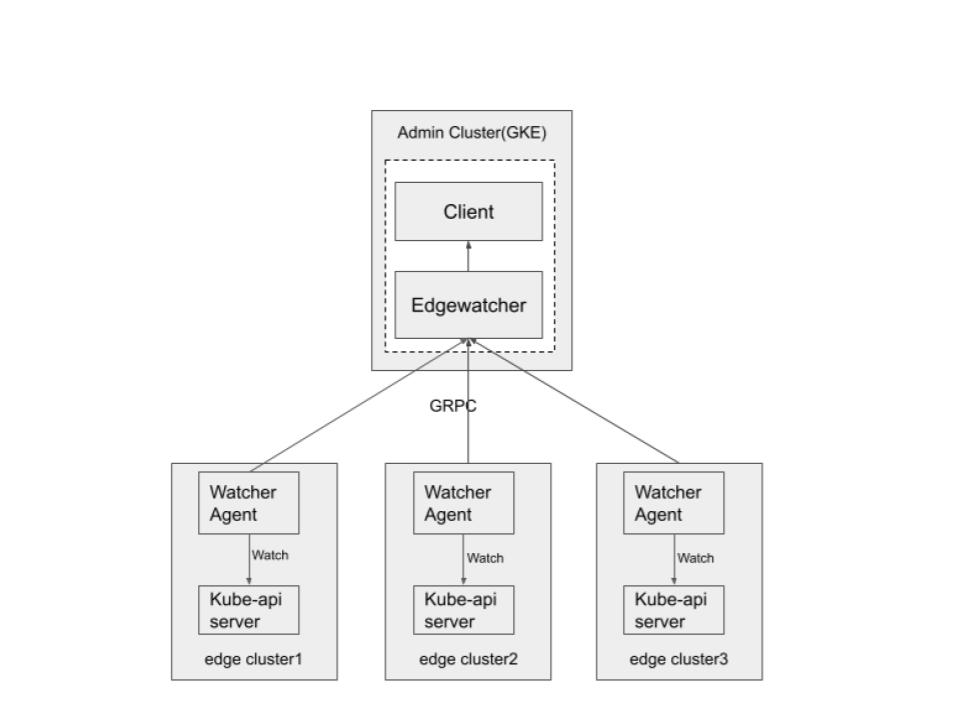 Admin Cluster(GKE)
Client
Edgewatcher
GRPC
Watcher
Agent
Watch
Kube-api
server
edge cluster1
Watcher
Agent
Watch
Kube-api
server
edge cluster2
Watcher
Agent
Watch
Kube-api
server
edge cluster3